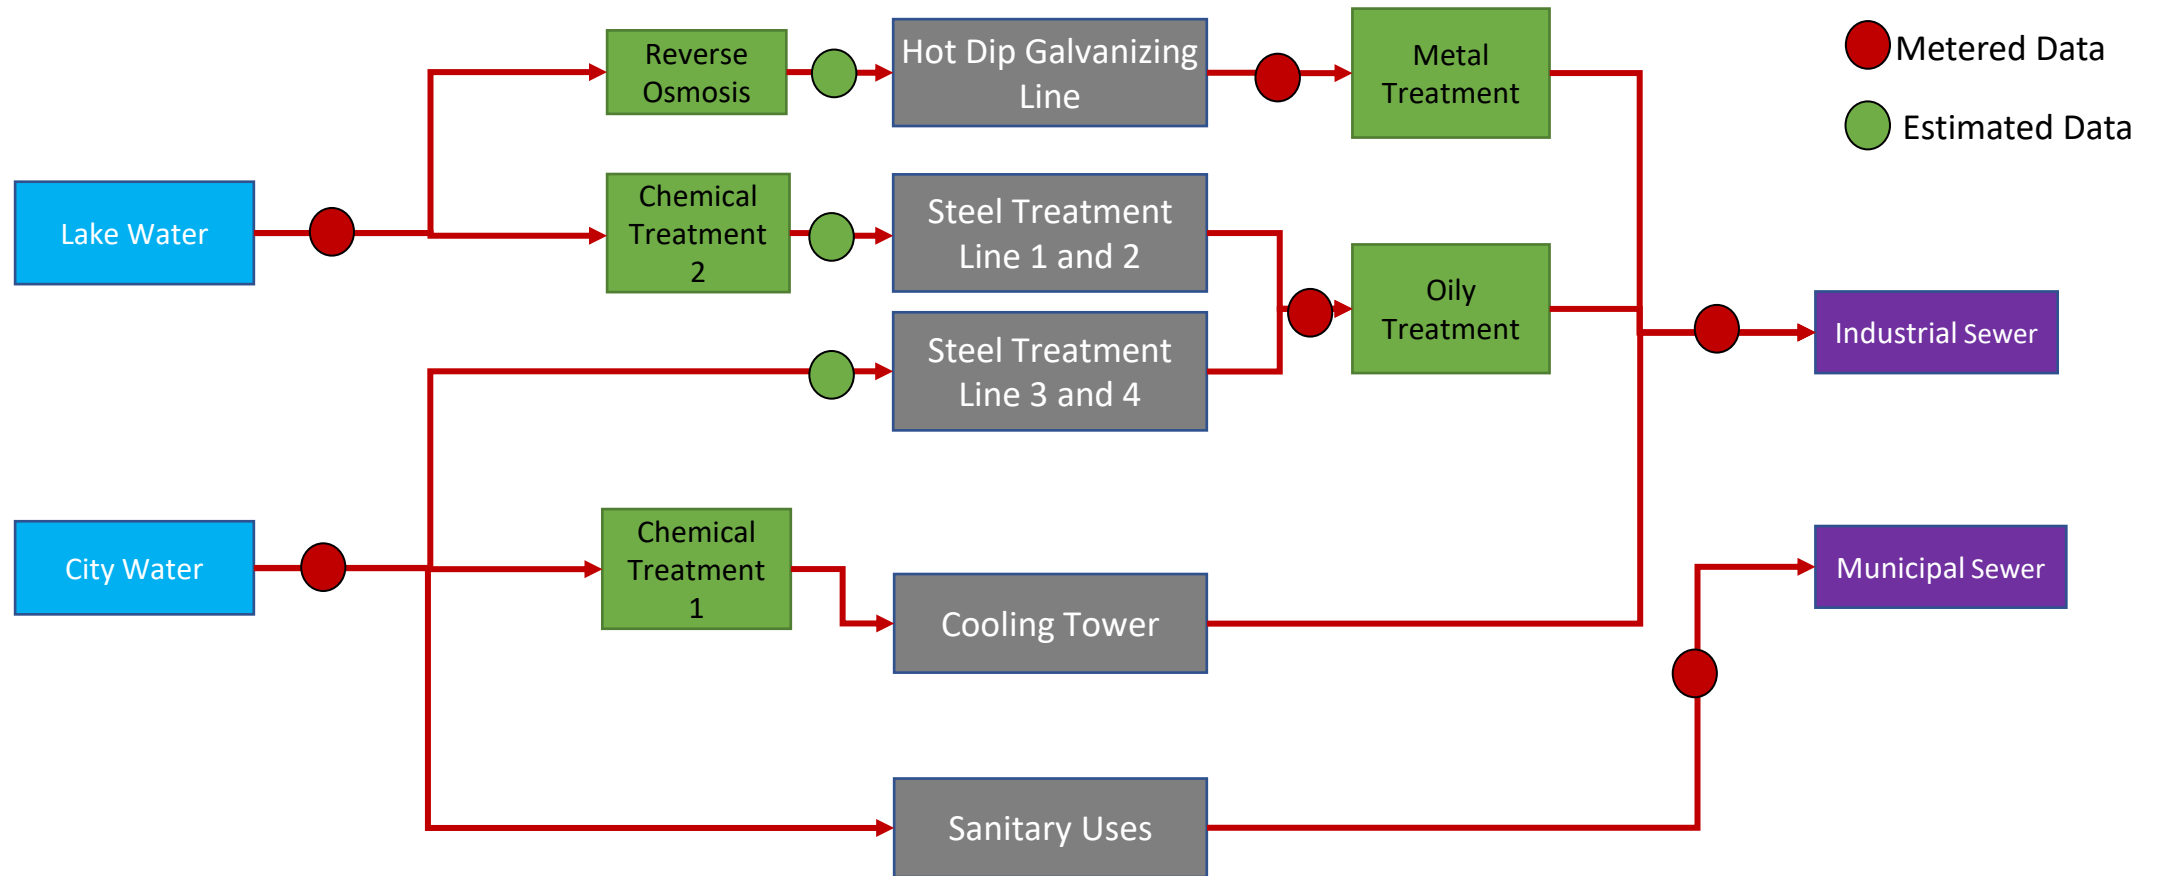 Reverse
Osmosis
Hot Dip Galvanizing
Line
Metal
Treatment
Metered Data
Estimated Data
Lake Water
Chemical
Treatment
2
Steel Treatment
Line 1 and 2
Oily
Treatment
Industrial Sewer
Steel Treatment
Line 3 and 4
City Water
Chemical
Treatment
1
Cooling Tower
Municipal Sewer
Sanitary Uses